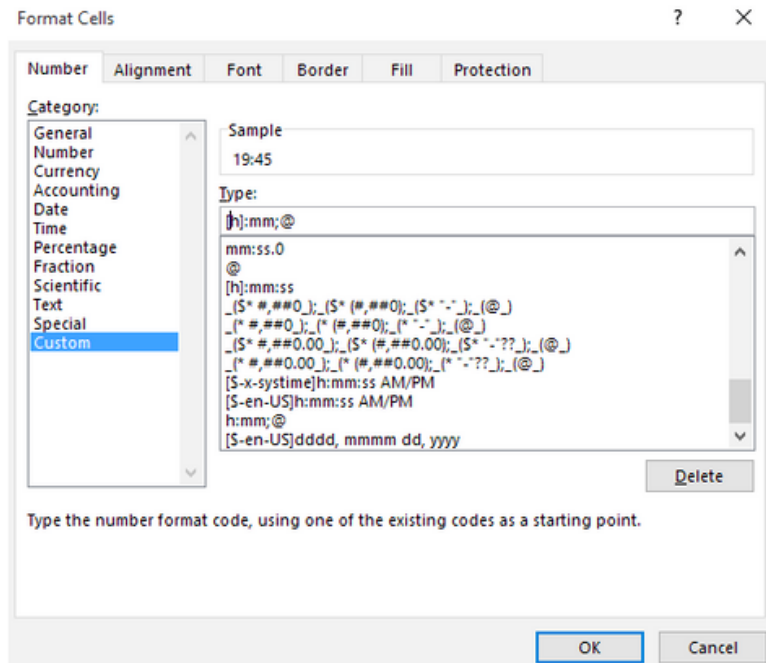 Format Cells ? ×
Number Alignment Font Border Fill Protection
Category:
General
Number
Currency
Accounting
Date
Time
Percentage
Fraction
Scientific
Text
Special
Custom
Sample
19:45
Type:
[h]:mm;@
mm:ss.0
@
[h]:mm:ss
_($* #,##0_);_($* (#,##0);_($* "-"_);_(@_)
_(* #,##0_);_(* (#,##0);_(* "-"_);_(@_)
_($* #,##0.00_);_($* (#,##0.00);_($* "-"??_);_(@_)
_(* #,##0.00_);_(* (#,##0.00);_(* "-"??_);_(@_)
[$-x-systime]h:mm:ss AM/PM
[$-en-US]h:mm:ss AM/PM
h:mm;@
[$-en-US]dddd, mmmm dd, yyyy
Delete
Type the number format code, using one of the existing codes as a starting point.
OK Cancel